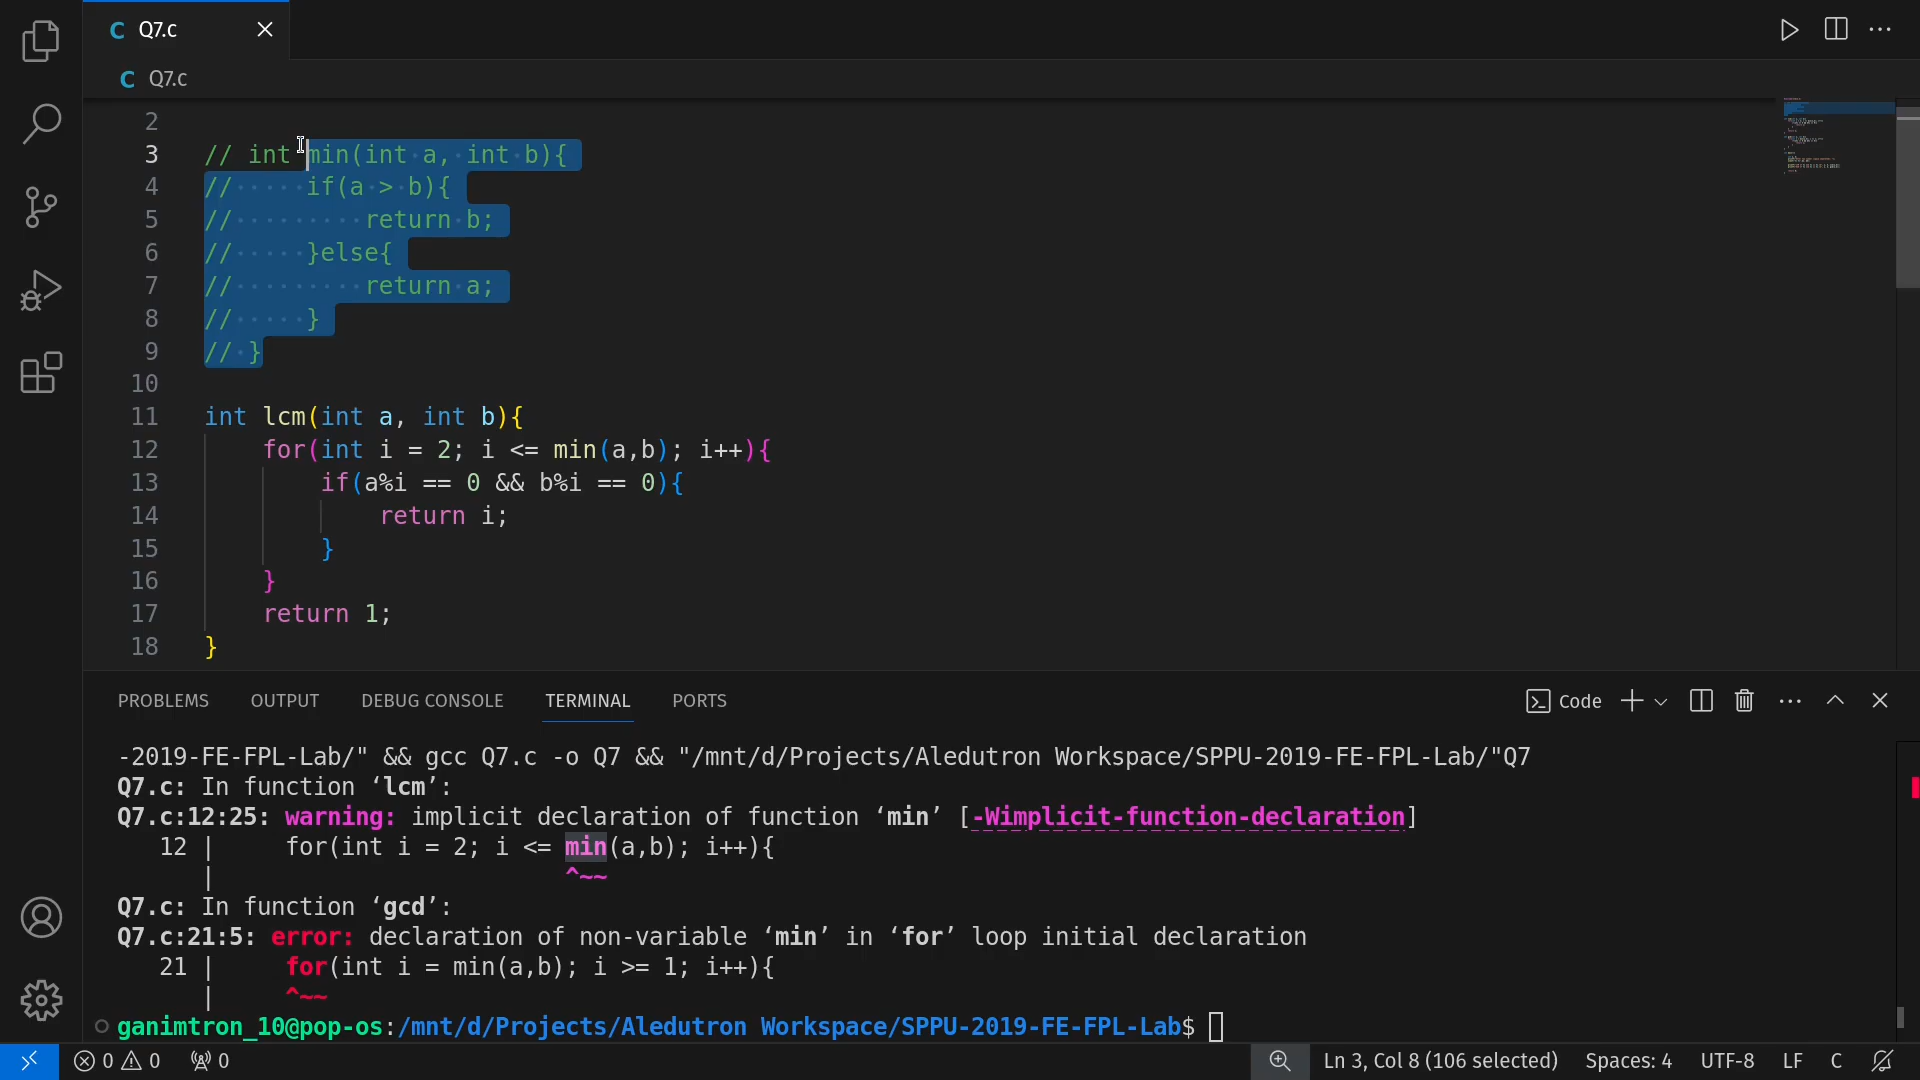 C Q7.c
C Q7.c
2
3 // int min(int a, int b){
4 //·····if(a > b){
5 //·········return·b;
6 //·····}else{
7 //·········return·a;
8 //·····}
9 //·}
10
11 int lcm(int a, int b){
12 for(int i = 2; i <= min(a,b); i++){
13 if(a%i == 0 && b%i == 0){
14 return i;
15 }
16 }
17 return 1;
18 }
PROBLEMS OUTPUT DEBUG CONSOLE TERMINAL PORTS Code
-2019-FE-FPL-Lab/" && gcc Q7.c -o Q7 && "/mnt/d/Projects/Aledutron Workspace/SPPU-2019-FE-FPL-Lab/"Q7
Q7.c: In function ‘lcm’:
Q7.c:12:25: warning: implicit declaration of function ‘min’ [-Wimplicit-function-declaration]
12 | for(int i = 2; i <= min(a,b); i++){
| ^~~
Q7.c: In function ‘gcd’:
Q7.c:21:5: error: declaration of non-variable ‘min’ in ‘for’ loop initial declaration
21 | for(int i = min(a,b); i >= 1; i++){
| ^~~
ganimtron_10@pop-os:/mnt/d/Projects/Aledutron Workspace/SPPU-2019-FE-FPL-Lab$
0 0 0 Ln 3, Col 8 (106 selected) Spaces: 4 UTF-8 LF C